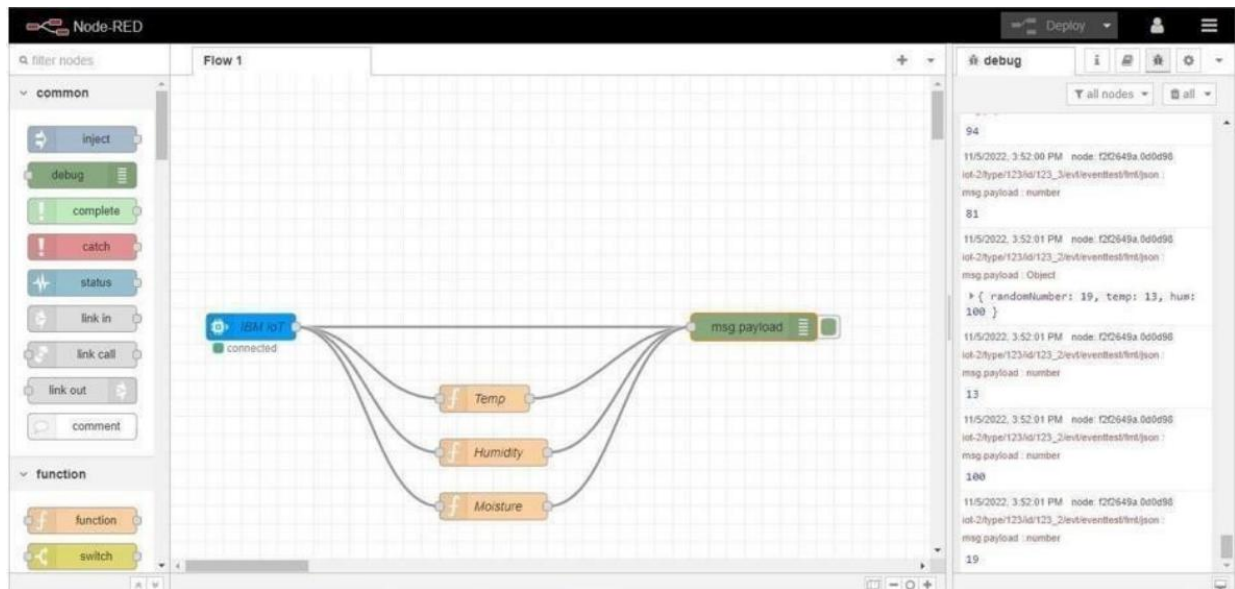 Node-RED
Deploy
filter nodes
Flow 1
debug
i
all nodes
all
common
inject
debug
complete
catch
status
link in
link call
link out
comment
function
function
switch
IBM IoT
connected
msg.payload
f Temp
f Humidity
f Moisture
94
11/5/2022, 3:52:00 PM node: f2f2649a.0d0d98
iot-2/type/123/id/123_3/evt/eventtest/fmt/json :
msg.payload : number
81
11/5/2022, 3:52:01 PM node: f2f2649a.0d0d98
iot-2/type/123/id/123_2/evt/eventtest/fmt/json :
msg.payload : Object
{ randomNumber: 19, temp: 13, hum:
100 }
11/5/2022, 3:52:01 PM node: f2f2649a.0d0d98
iot-2/type/123/id/123_2/evt/eventtest/fmt/json :
msg.payload : number
13
11/5/2022, 3:52:01 PM node: f2f2649a.0d0d98
iot-2/type/123/id/123_2/evt/eventtest/fmt/json :
msg.payload : number
100
11/5/2022, 3:52:01 PM node: f2f2649a.0d0d98
iot-2/type/123/id/123_2/evt/eventtest/fmt/json :
msg.payload : number
19